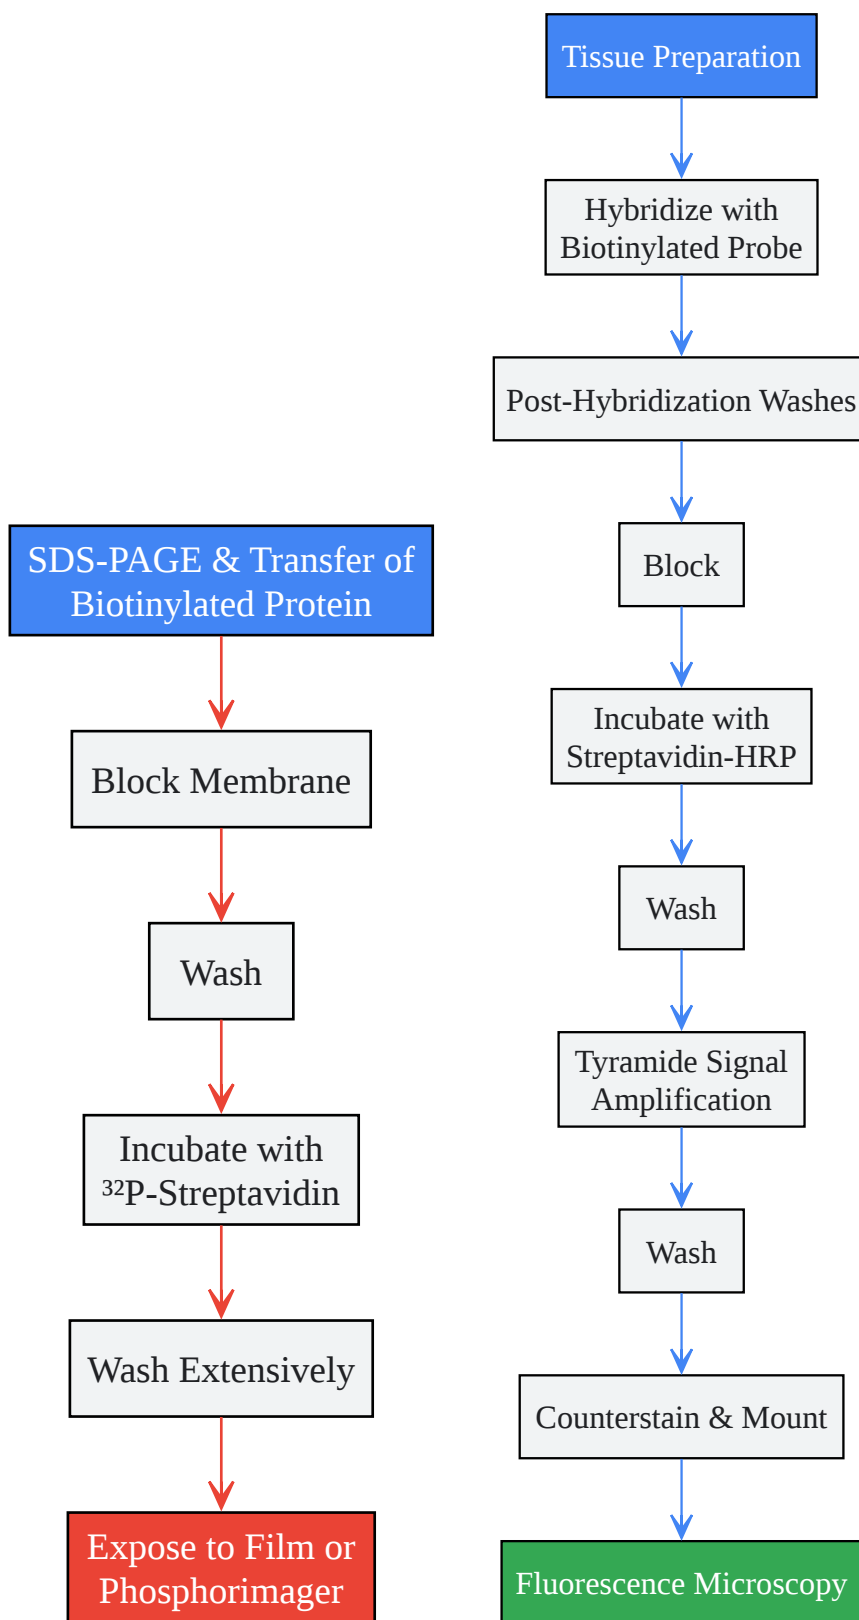 SDS-PAGE & Transfer of
Biotinylated Protein
Block Membrane
Wash
Incubate with
³²P-Streptavidin
Wash Extensively
Expose to Film or
Phosphorimager
Tissue Preparation
Hybridize with
Biotinylated Probe
Post-Hybridization Washes
Block
Incubate with
Streptavidin-HRP
Wash
Tyramide Signal
Amplification
Wash
Counterstain & Mount
Fluorescence Microscopy